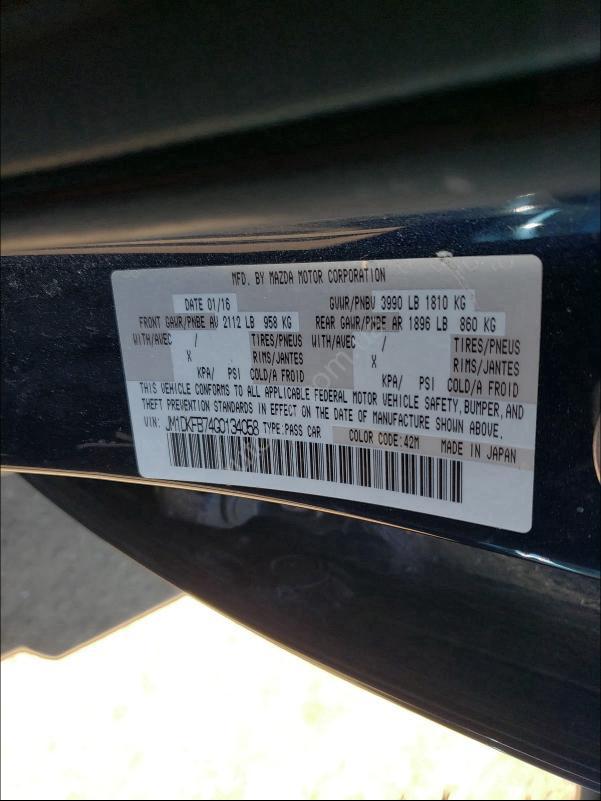 MFD. BY MAZDA MOTOR CORPORATION
DATE 01/16 GVWR/PNBV 3990 LB 1810 KG
FRONT GAWR/PNBE AV 2112 LB 958 KG REAR GAWR/PNBE AR 1896 LB 860 KG
WITH/AVEC / TIRES/PNEUS WITH/AVEC / TIRES/PNEUS
X RIMS/JANTES X RIMS/JANTES
KPA/ PSI COLD/A FROID KPA/ PSI COLD/A FROID
THIS VEHICLE CONFORMS TO ALL APPLICABLE FEDERAL MOTOR VEHICLE SAFETY, BUMPER, AND
THEFT PREVENTION STANDARDS IN EFFECT ON THE DATE OF MANUFACTURE SHOWN ABOVE.
VIN: JM1DKFB74G0134058 TYPE: PASS CAR
COLOR CODE: 42M MADE IN JAPAN